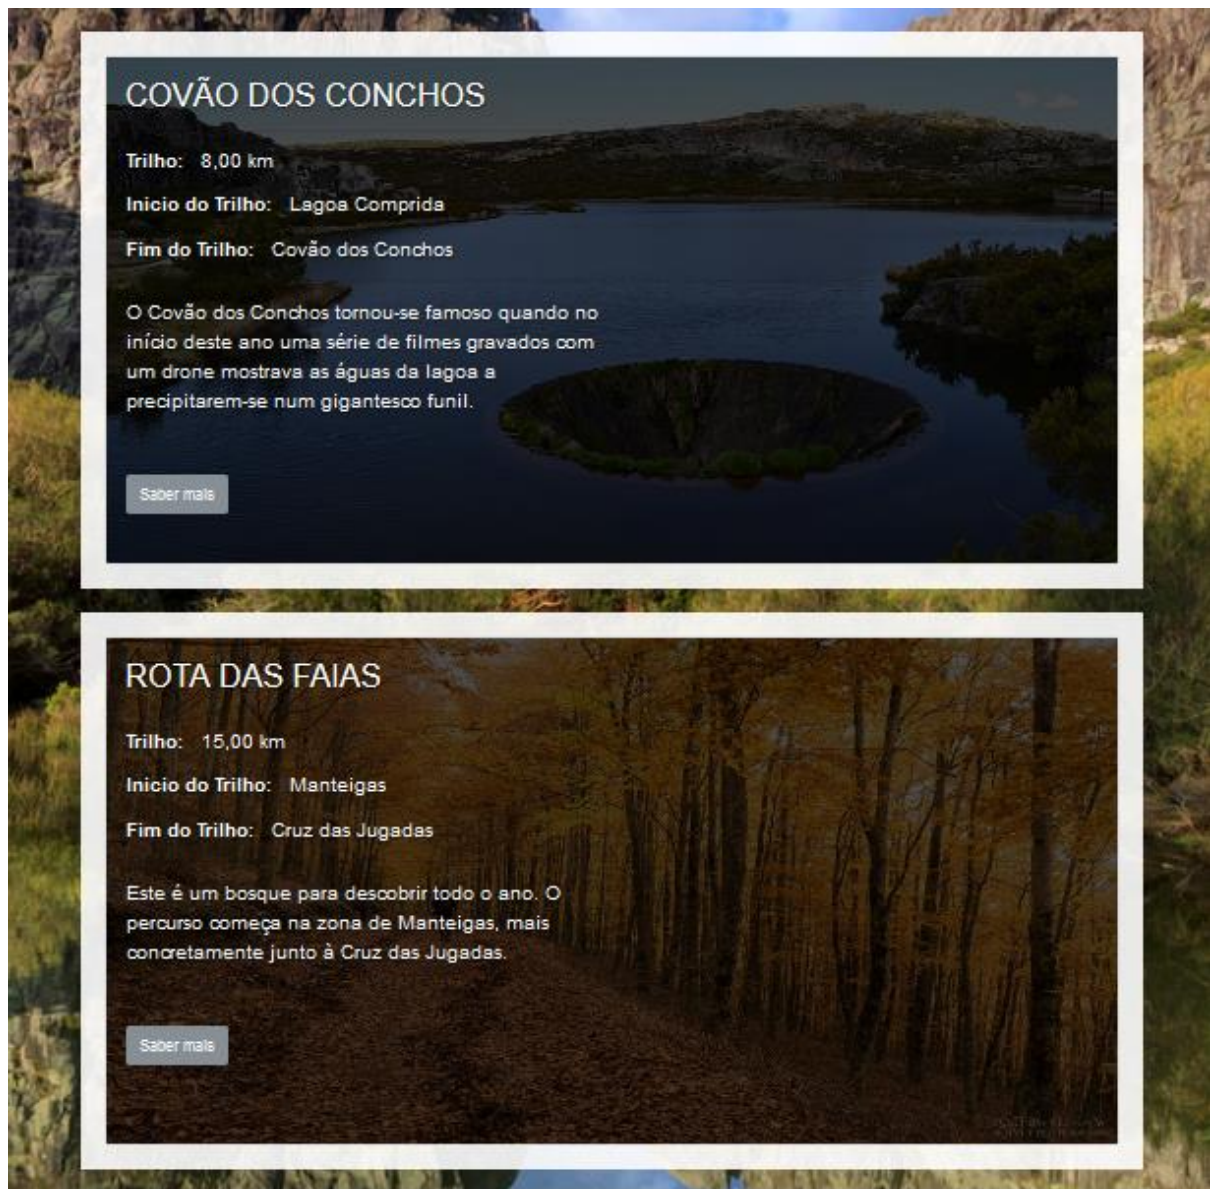 COVÃO DOS CONCHOS
Trilho: 8,00 km
Inicio do Trilho: Lagoa Comprida
Fim do Trilho: Covão dos Conchos
O Covão dos Conchos tornou-se famoso quando no
início deste ano uma série de filmes gravados com
um drone mostrava as águas da lagoa a
precipitarem-se num gigantesco funil.
Saber mais
ROTA DAS FAIAS
Trilho: 15,00 km
Inicio do Trilho: Manteigas
Fim do Trilho: Cruz das Jugadas
Este é um bosque para descobrir todo o ano. O
percurso começa na zona de Manteigas, mais
concretamente junto à Cruz das Jugadas.
Saber mais